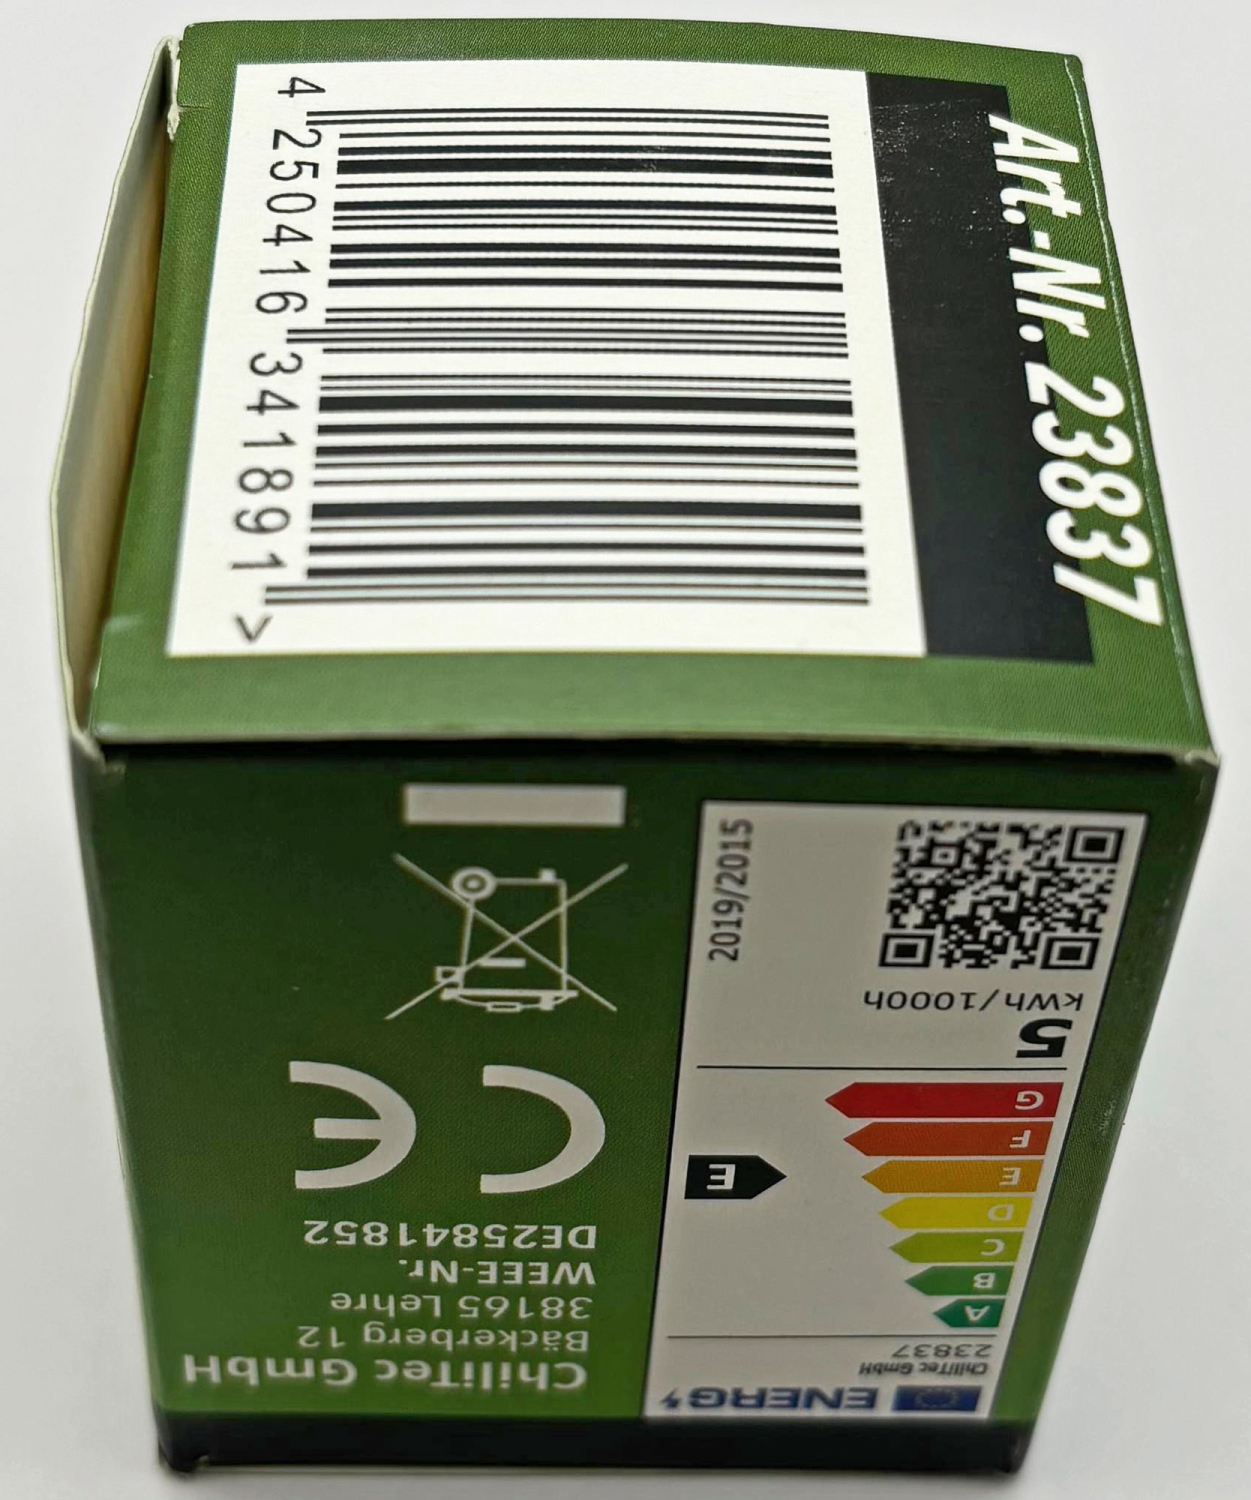 Art.-Nr. 23837
4 250416 341891 >
ENERG
ChiliTec GmbH
23837
A
B
C
D
E
F
G
E
5
kWh/1000h
2019/2015
ChiliTec GmbH
Bäckerberg 12
38165 Lehre
WEEE-Nr.
DE25841852
CE